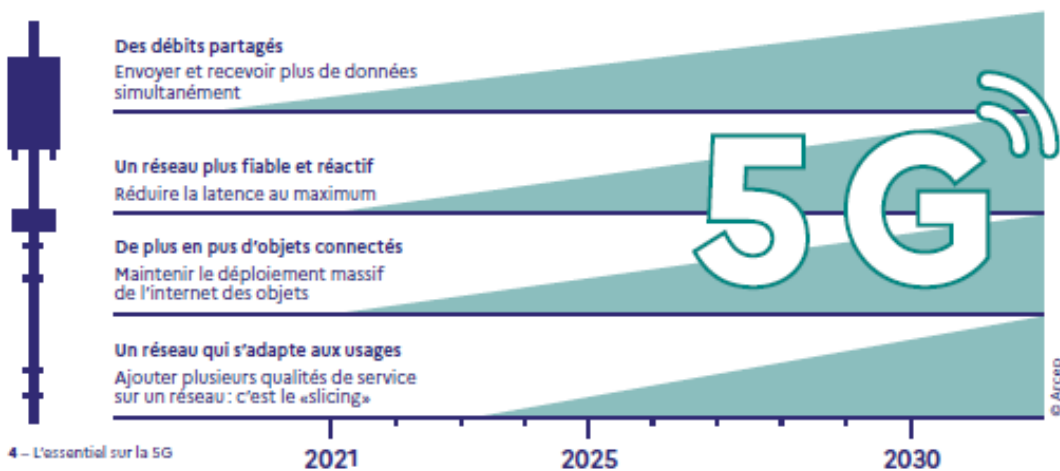 Des débits partagés
Envoyer et recevoir plus de données
simultanément
Un réseau plus fiable et réactif
Réduire la latence au maximum
De plus en pus d'objets connectés
Maintenir le déploiement massif
de l'internet des objets
Un réseau qui s'adapte aux usages
Ajouter plusieurs qualités de service
sur un réseau : c'est le «slicing»
5G
© Arcep
4 – L'essentiel sur la 5G
2021 2025 2030